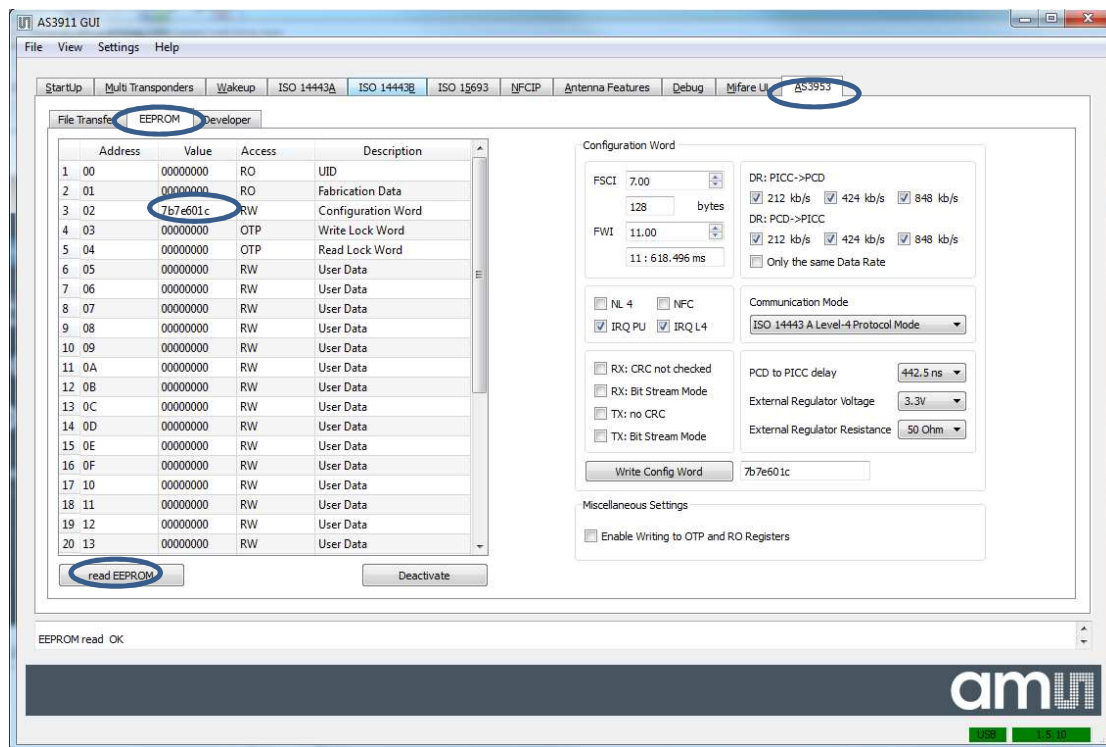 AS3911 GUI
File View Settings Help
StartUp Multi Transponders Wakeup ISO 14443A ISO 14443B ISO 15693 NFCIP Antenna Features Debug Mifare UL AS3953
File Transfer EEPROM Developer
Address Value Access Description
1 00 00000000 RO UID
2 01 00000000 RO Fabrication Data
3 02 7b7e601c RW Configuration Word
4 03 00000000 OTP Write Lock Word
5 04 00000000 OTP Read Lock Word
6 05 00000000 RW User Data
7 06 00000000 RW User Data
8 07 00000000 RW User Data
9 08 00000000 RW User Data
10 09 00000000 RW User Data
11 0A 00000000 RW User Data
12 0B 00000000 RW User Data
13 0C 00000000 RW User Data
14 0D 00000000 RW User Data
15 0E 00000000 RW User Data
16 0F 00000000 RW User Data
17 10 00000000 RW User Data
18 11 00000000 RW User Data
19 12 00000000 RW User Data
20 13 00000000 RW User Data
read EEPROM Deactivate
Configuration Word
FSCI 7.00
128 bytes
FWI 11.00
11 : 618.496 ms
DR: PICC->PCD
212 kb/s 424 kb/s 848 kb/s
DR: PCD->PICC
212 kb/s 424 kb/s 848 kb/s
Only the same Data Rate
NL 4 NFC
IRQ PU IRQ L4
Communication Mode
ISO 14443 A Level-4 Protocol Mode
RX: CRC not checked
RX: Bit Stream Mode
TX: no CRC
TX: Bit Stream Mode
PCD to PICC delay 442.5 ns
External Regulator Voltage 3.3V
External Regulator Resistance 50 Ohm
Write Config Word 7b7e601c
Miscellaneous Settings
Enable Writing to OTP and RO Registers
EEPROM read OK
amu
USB 1.5.10